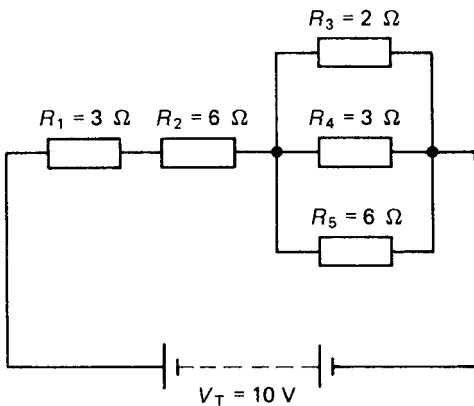 R3 = 2 Ω
R1 = 3 Ω R2 = 6 Ω R4 = 3 Ω
R5 = 6 Ω
VT = 10 V